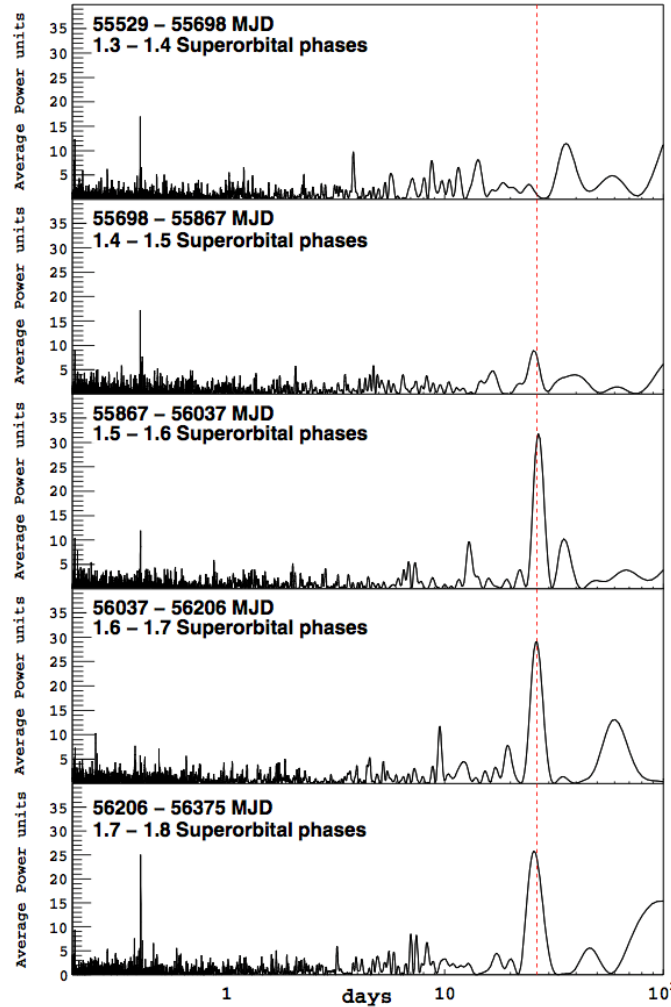 55529 – 55698 MJD
1.3 – 1.4 Superorbital phases
Average Power units
35
30
25
20
15
10
5
55698 – 55867 MJD
1.4 – 1.5 Superorbital phases
Average Power units
35
30
25
20
15
10
5
55867 – 56037 MJD
1.5 – 1.6 Superorbital phases
Average Power units
35
30
25
20
15
10
5
56037 – 56206 MJD
1.6 – 1.7 Superorbital phases
Average Power units
35
30
25
20
15
10
5
56206 – 56375 MJD
1.7 – 1.8 Superorbital phases
Average Power units
35
30
25
20
15
10
5
0
1 10
days